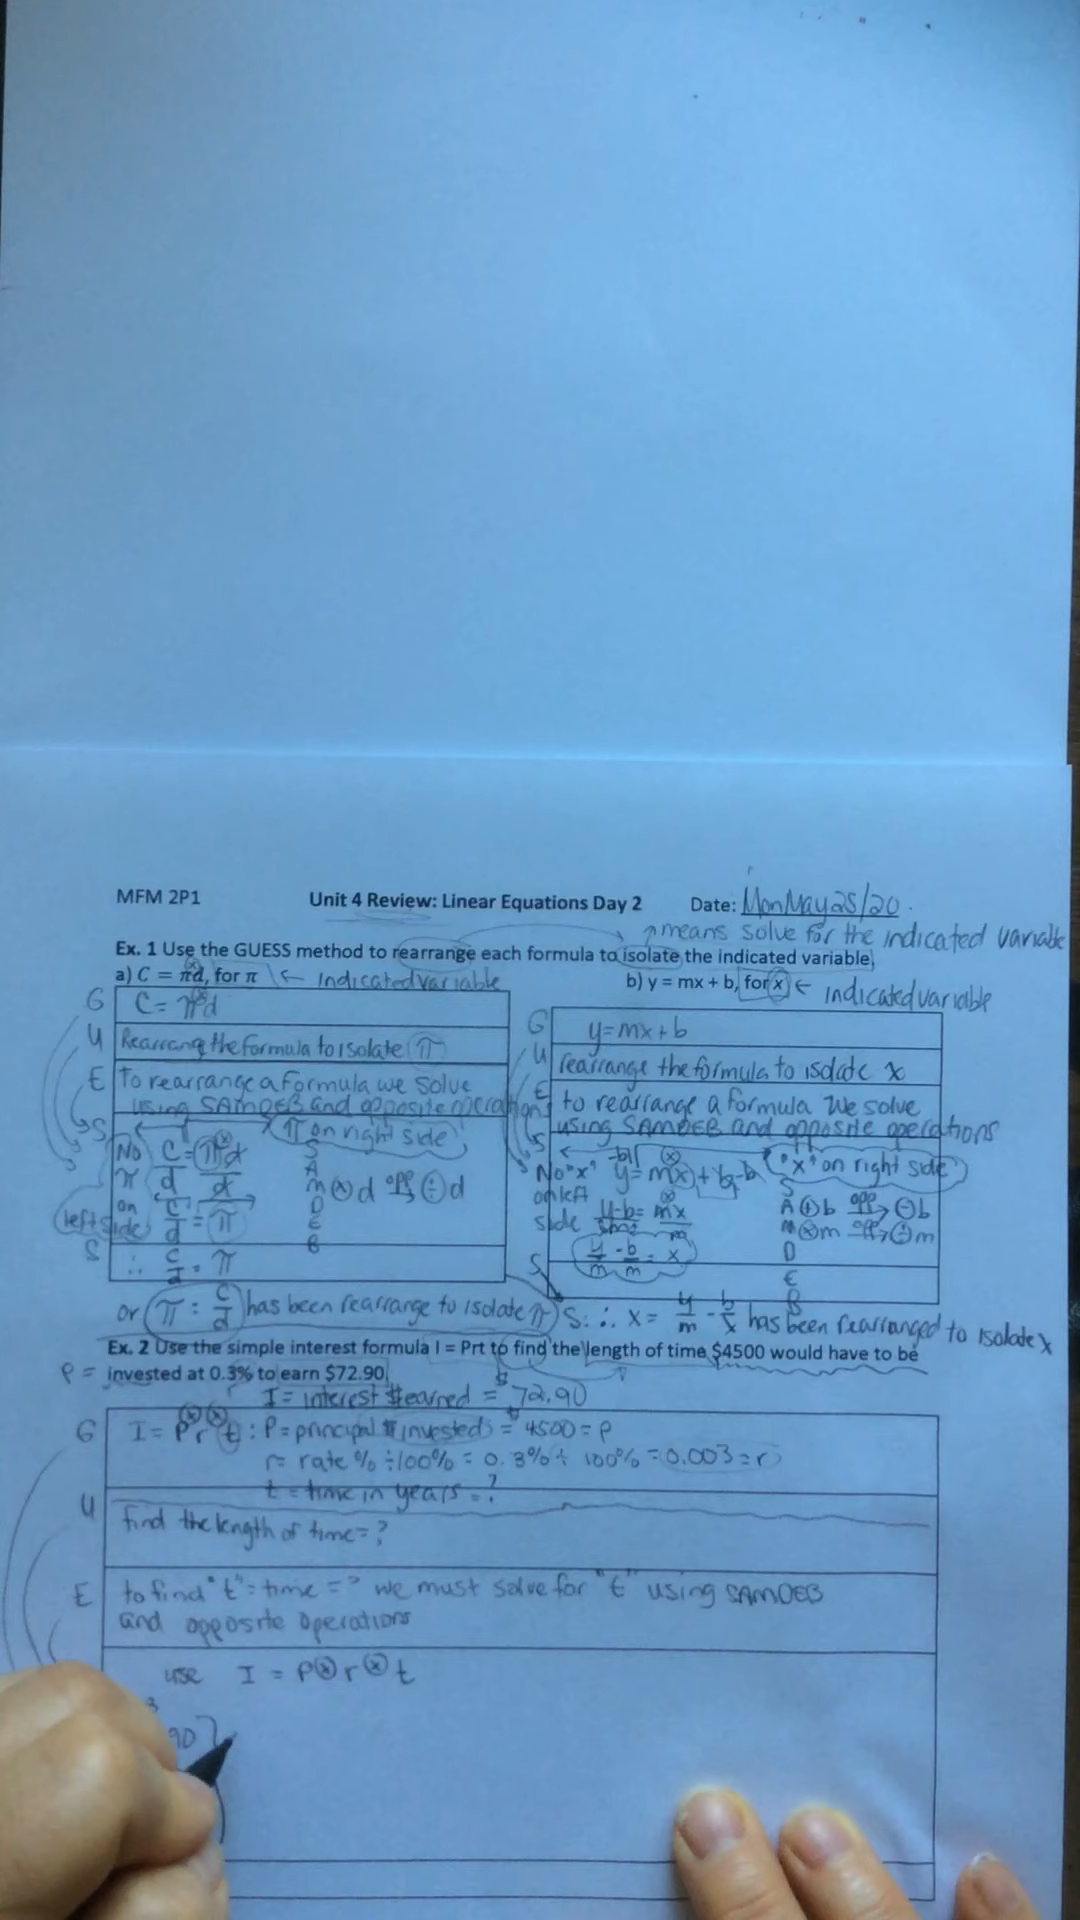 MFM 2P1 Unit 4 Review: Linear Equations Day 2 Date: Mon May 25/20.
means solve for the indicated variable
Ex. 1 Use the GUESS method to rearrange each formula to isolate the indicated variable.
a) C = πd, for π ← indicated variable
b) y = mx + b, for x ← indicated variable
G C = πd
U Rearrange the formula to isolate π
E To rearrange a formula we solve
using SAMDEB and opposite operations
S π on right side
No C = πd
π d d
on
left side C/d = π
S
A
M ⊗ d opp → ÷ d
D
E
B
S ∴ C/d = π
or π = C/d has been rearrange to isolate π
G y = mx + b
U rearrange the formula to isolate x
E to rearrange a formula we solve
using SAMDEB and opposite operations
S "x" on right side
No "x" y = mx + b - b
on left y - b = mx
side
y/m - b/m = x
S
A ⊕ b opp → ⊖ b
M ⊗ m opp → ÷ m
D
E
B
S: ∴ x = y/m - b/x has been rearranged to isolate x
Ex. 2 Use the simple interest formula I = Prt to find the length of time $4500 would have to be
P = invested at 0.3% to earn $72.90
I = interest $ earned = $72.90
G I = Prt : P = principal $ invested = $4500 = P
r = rate % ÷ 100% = 0.3% ÷ 100% = 0.003 = r
t = time in years = ?
U find the length of time = ?
E to find "t" = time = ? we must solve for "t" using SAMDEB
and opposite operations
use I = P ⊗ r ⊗ t
90